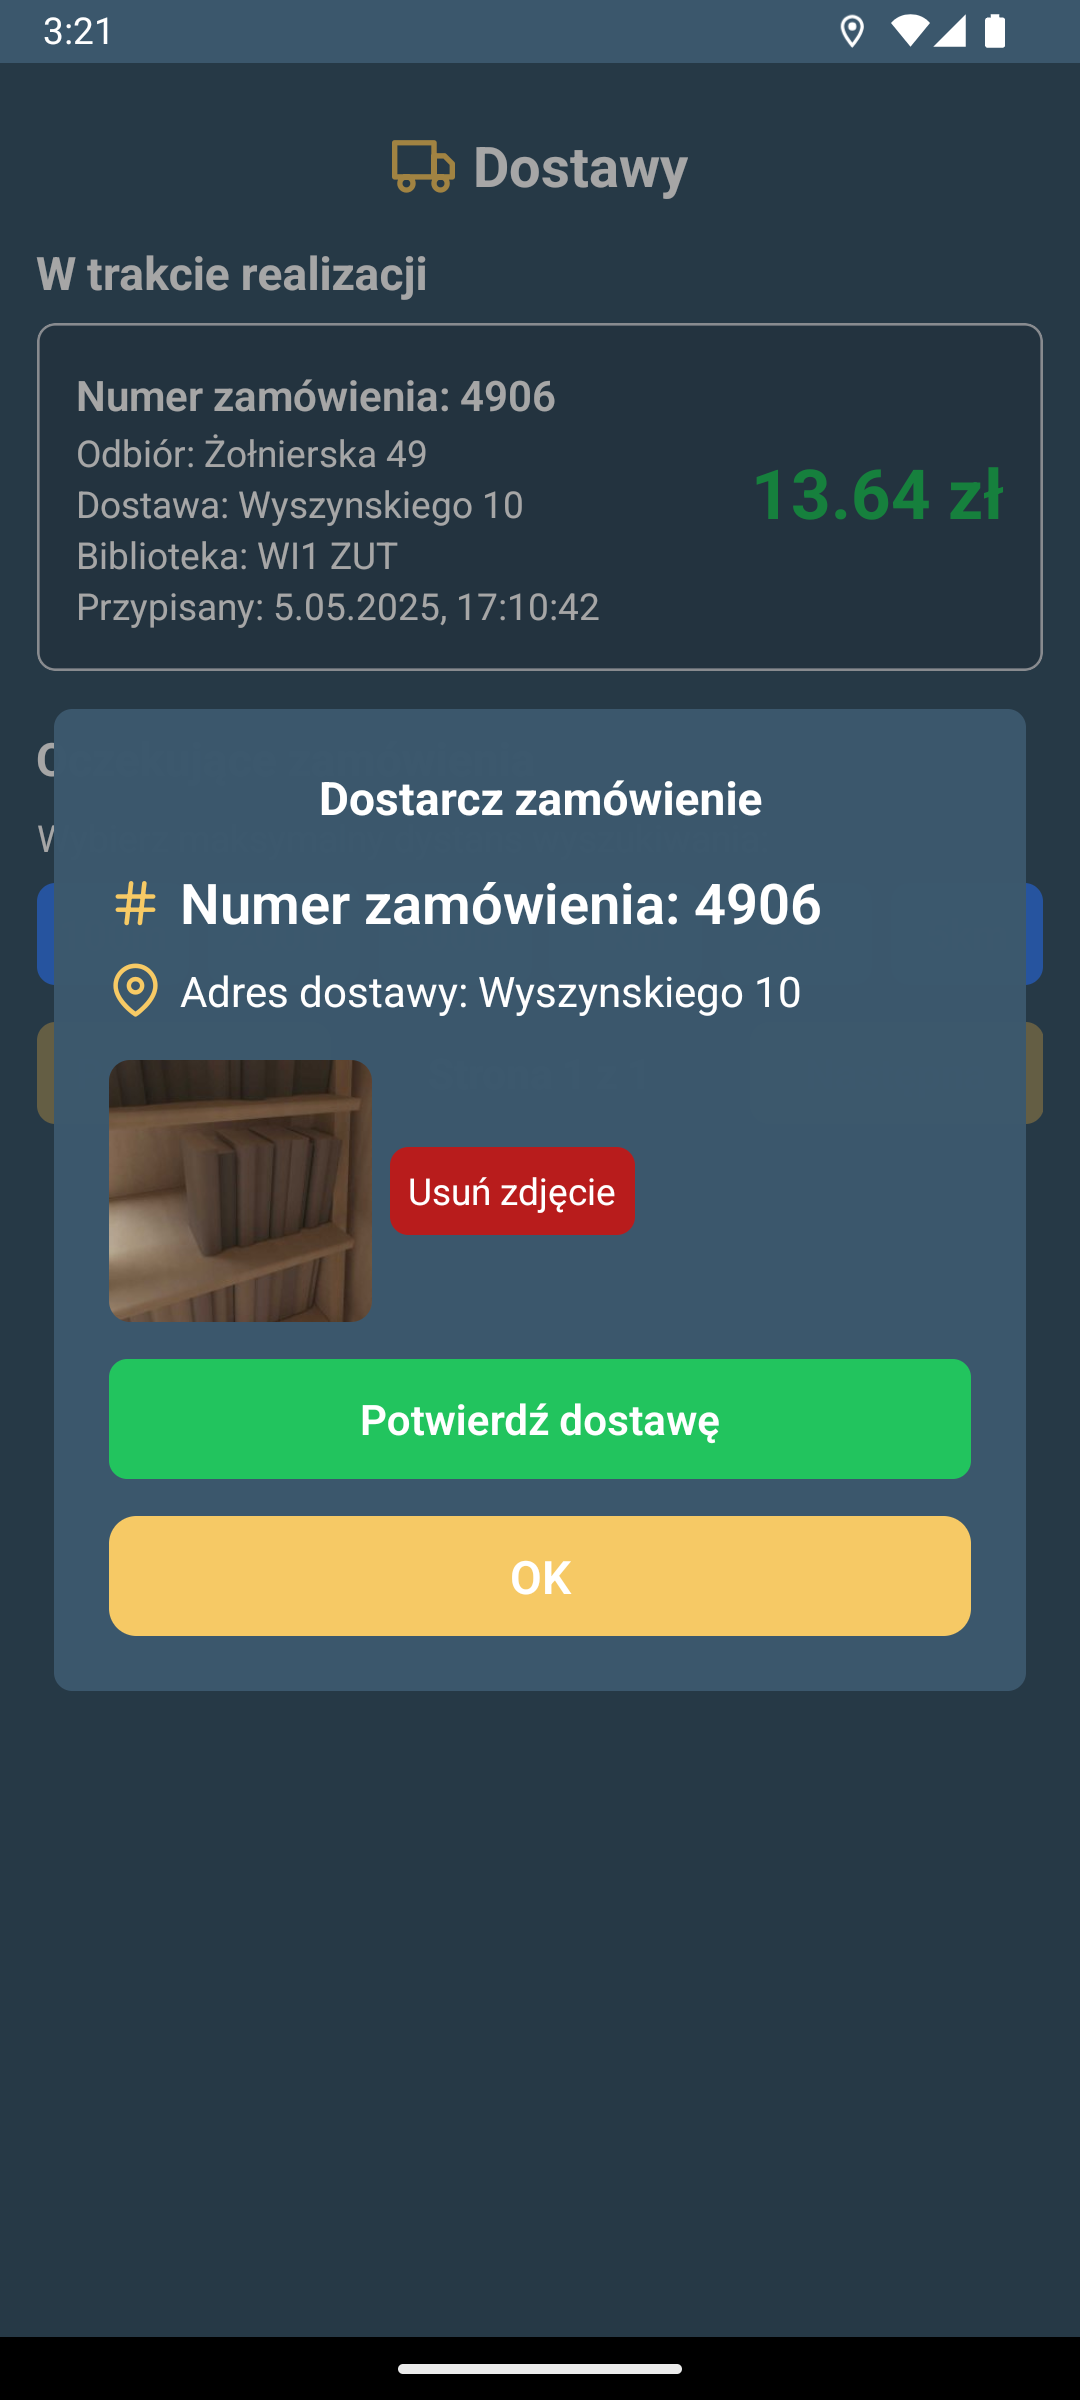 3:21
Dostawy
W trakcie realizacji
Numer zamówienia: 4906
Odbiór: Żołnierska 49
Dostawa: Wyszynskiego 10
Biblioteka: WI1 ZUT
Przypisany: 5.05.2025, 17:10:42
13.64 zł
Dostarcz zamówienie
Numer zamówienia: 4906
Adres dostawy: Wyszynskiego 10
Usuń zdjęcie
Potwierdź dostawę
OK